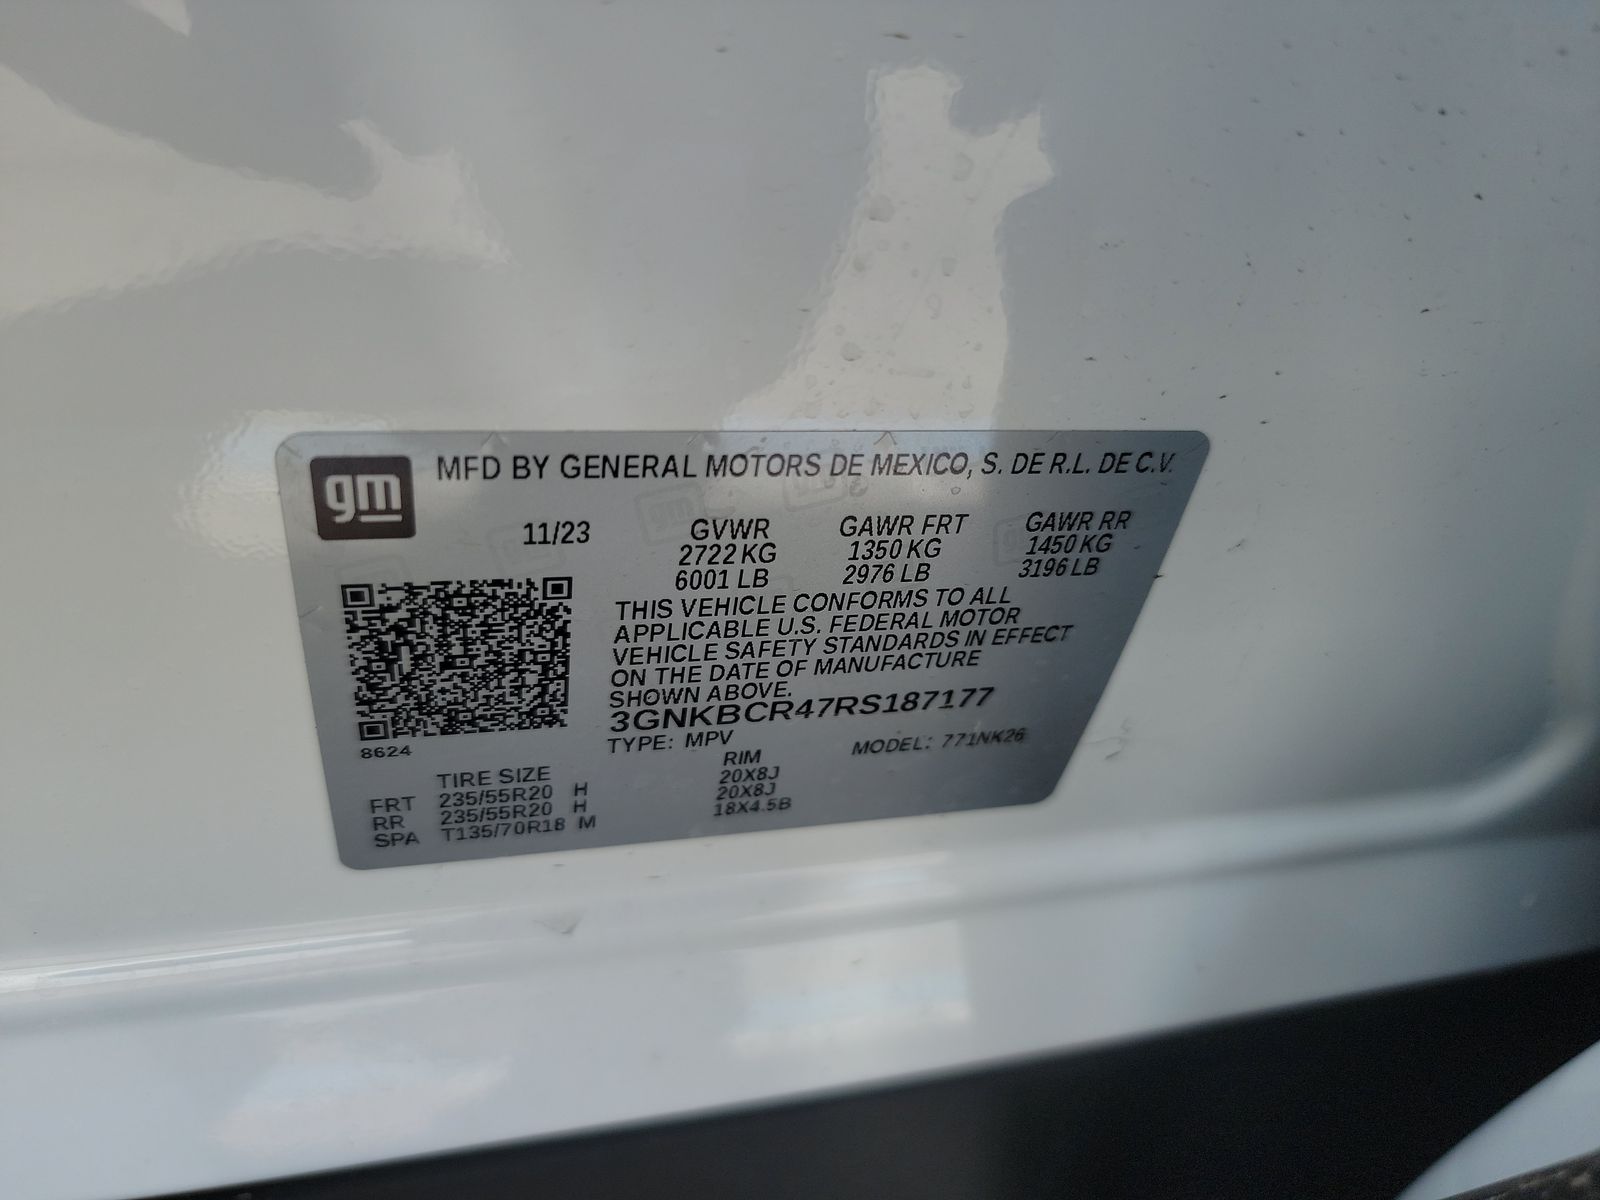 gm
MFD BY GENERAL MOTORS DE MEXICO, S. DE R.L. DE C.V.
11/23 GVWR GAWR FRT GAWR RR
2722 KG 1350 KG 1450 KG
6001 LB 2976 LB 3196 LB
THIS VEHICLE CONFORMS TO ALL
APPLICABLE U.S. FEDERAL MOTOR
VEHICLE SAFETY STANDARDS IN EFFECT
ON THE DATE OF MANUFACTURE
SHOWN ABOVE.
3GNKBCR47RS187177
8624
TYPE: MPV MODEL: 771NK26
TIRE SIZE RIM
FRT 235/55R20 H 20X8J
RR 235/55R20 H 20X8J
SPA T135/70R18 M 18X4.5B